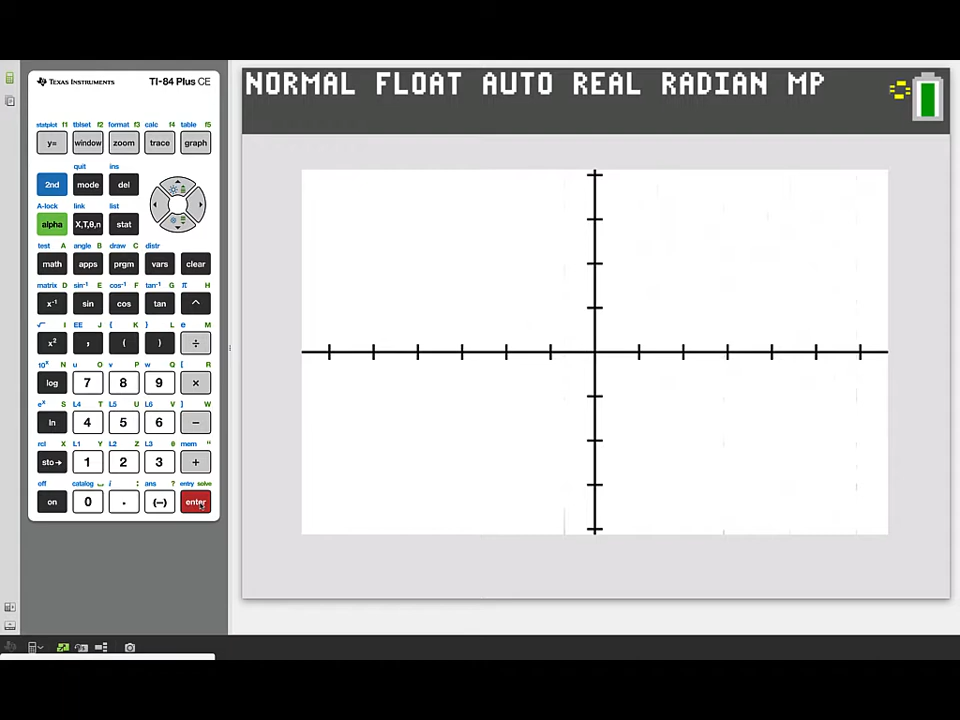 TEXAS INSTRUMENTS TI-84 Plus CE
NORMAL FLOAT AUTO REAL RADIAN MP
statplot f1 tblset f2 format f3 calc f4 table f5
y= window zoom trace graph
quit ins
2nd mode del
A-lock link list
alpha X,T,θ,n stat
test A angle B draw C distr
math apps prgm vars clear
matrix D sin⁻¹ E cos⁻¹ F tan⁻¹ G π H
x⁻¹ sin cos tan ^
√ I EE J { K } L e M
x² , ( ) ÷
10ˣ N u O v P w Q [ R
log 7 8 9 ×
eˣ S L4 T L5 U L6 V ] W
ln 4 5 6 −
rcl X L1 Y L2 Z L3 θ mem "
sto→ 1 2 3 +
off catalog ⎵ i : ans ? entry solve
on 0 . (−) enter